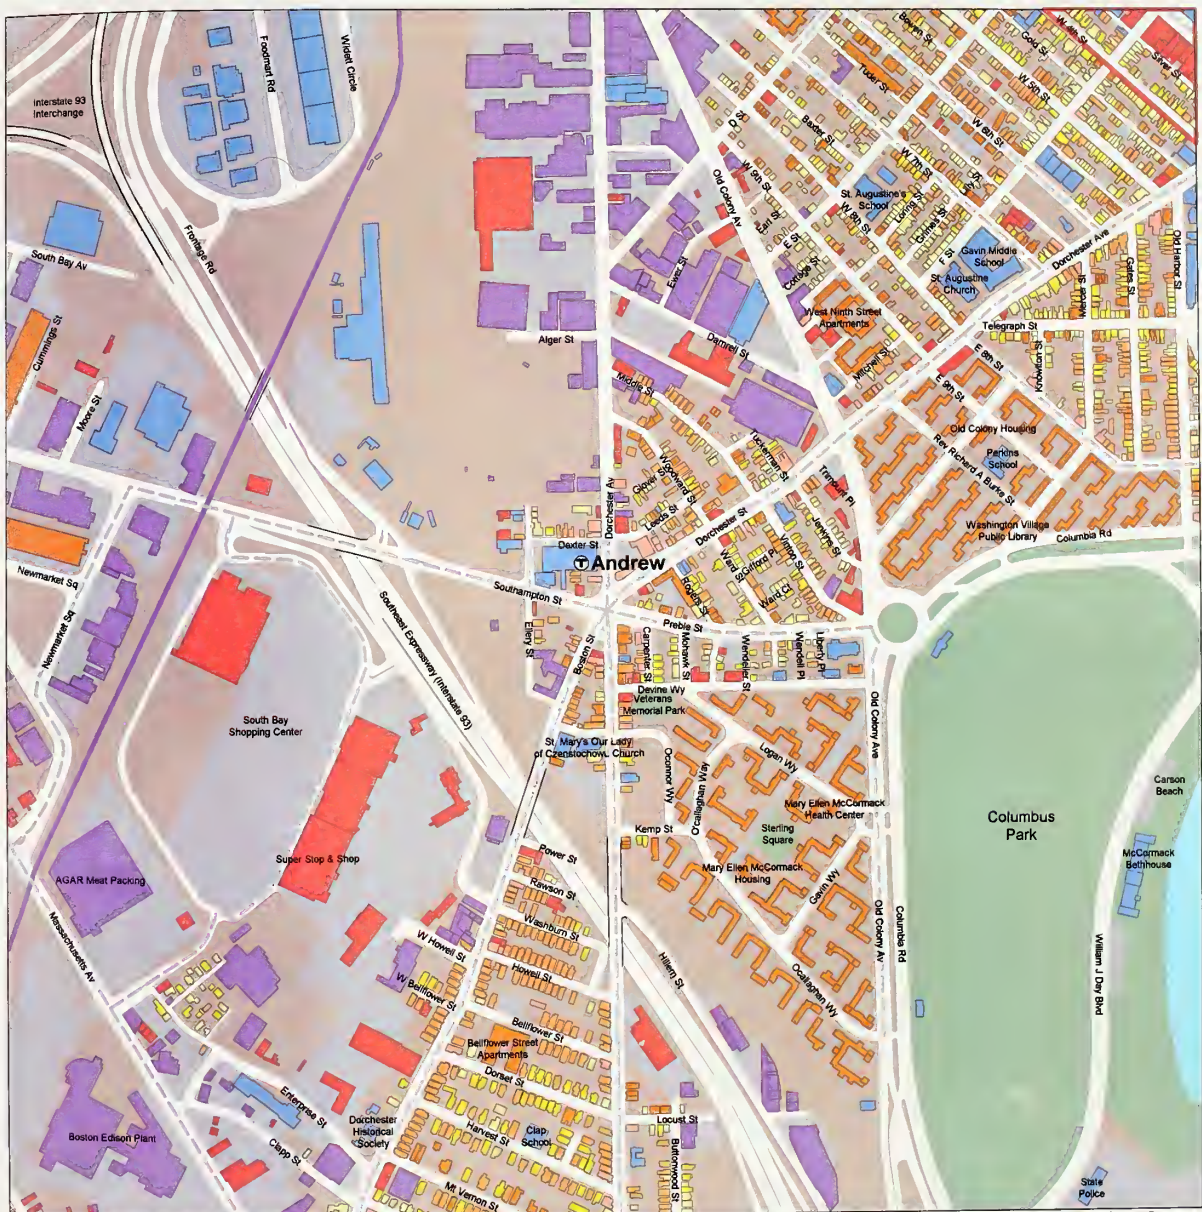 Interstate 93
Interchange
Foodmart Rd
Widett Circle
Frontage Rd
South Bay Av
Cummings St
Moore St
Newmarket Sq
Newmarket Sq
Alger St
Ewer St
Damrell St
Middle St
Old Colony Av
D St
W 9th St
Earl St
E St
Cottage St
W 8th St
Baxter St
Tudor St
Bowen St
Gold St
W 4th St
Silver St
W 5th St
W 6th St
W 7th St
Lily St
Grimes St
F St
St. Augustine's
School
Gavin Middle
School
St. Augustine
Church
Dorchester Ave
West Ninth Street
Apartments
Mitchell St
Telegraph St
Mercer St
Gates St
Old Harbor St
Knowlton St
E 8th St
E 9th St
Old Colony Housing
Perkins
School
Rev Richard A Burke St
Washington Village
Public Library
Columbia Rd
Tuckerman St
Woodward St
Glover
Leeds St
Dorchester St
Dorchester Av
Jenkins St
Vinton St
Gifford Pl
Ward St
Ward Ct
Rogers St
Dexter St
Andrew
Southampton St
Ellery St
Boston St
Preble St
Carpenter St
Mohawk St
Wendeler St
Wendell Pl
Liberty Pl
Devine Wy
Veterans
Memorial Park
Southeast Expressway (Interstate 93)
South Bay
Shopping Center
St. Mary's Our Lady
of Czenstochowa Church
Oconnor Wy
O'callaghan Way
Logan Wy
Old Colony Ave
Mary Ellen McCormack
Health Center
Sterling
Square
Kemp St
Mary Ellen McCormack
Housing
Gavin Wy
Old Colony Av
Columbia Rd
Columbus
Park
Carson
Beach
McCormack
Bethhouse
William J Day Blvd
Super Stop & Shop
AGAR Meat Packing
Power St
Rawson St
Washburn St
W Howell St
Howell St
W Bellflower St
Bellflower St
Bellflower Street
Apartments
Hillern St
Ocallaghan Wy
Massachusetts Av
Dorset St
Enterprise St
Dorchester
Historical
Society
Harvest St
Clap
School
Locust St
Buttonwood St
Boston Edison Plant
Clapp St
Mt Vernon St
State
Police